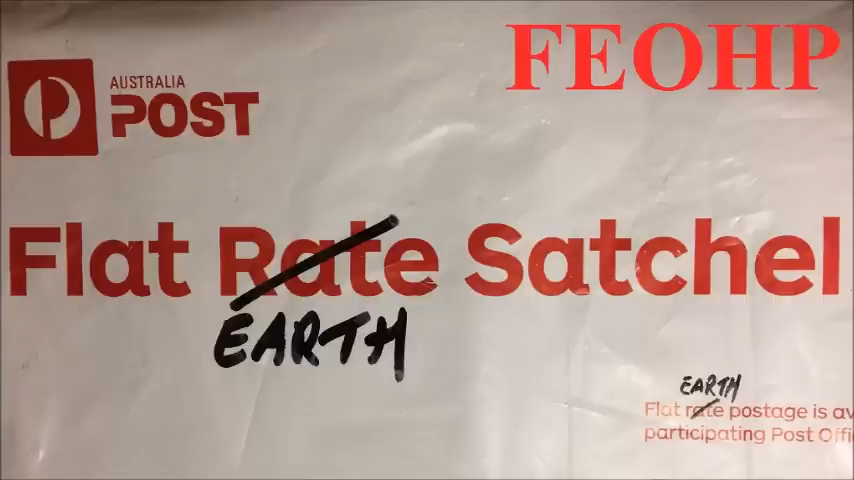 FEOHP
AUSTRALIA
POST
Flat Rate Satchel
EARTH
EARTH
Flat rate postage is av
participating Post Offi